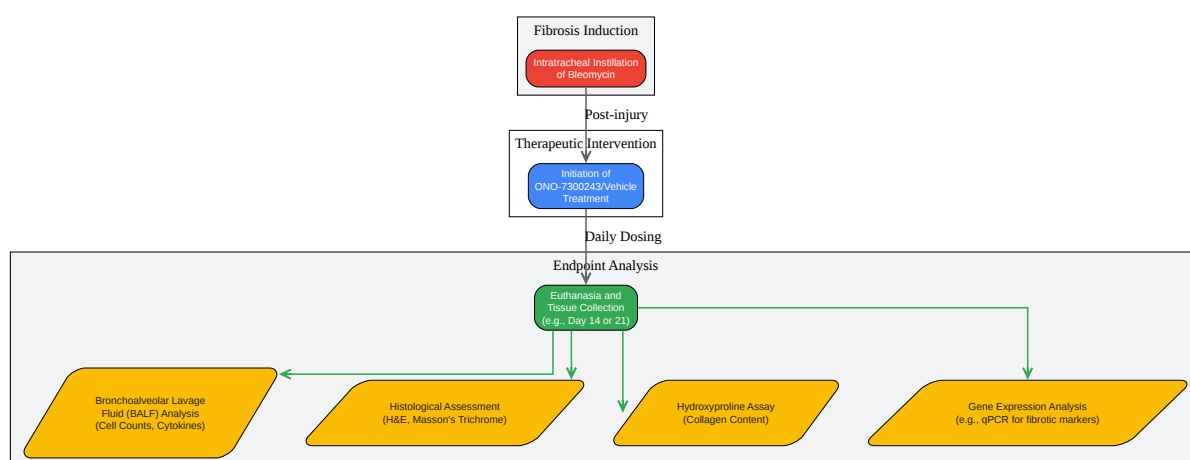 Fibrosis Induction
Intratracheal Instillation
of Bleomycin
Post-injury
Therapeutic Intervention
Initiation of
ONO-7300243/Vehicle
Treatment
Daily Dosing
Endpoint Analysis
Euthanasia and
Tissue Collection
(e.g., Day 14 or 21)
Bronchoalveolar Lavage
Fluid (BALF) Analysis
(Cell Counts, Cytokines)
Histological Assessment
(H&E, Masson's Trichrome)
Hydroxyproline Assay
(Collagen Content)
Gene Expression Analysis
(e.g., qPCR for fibrotic markers)